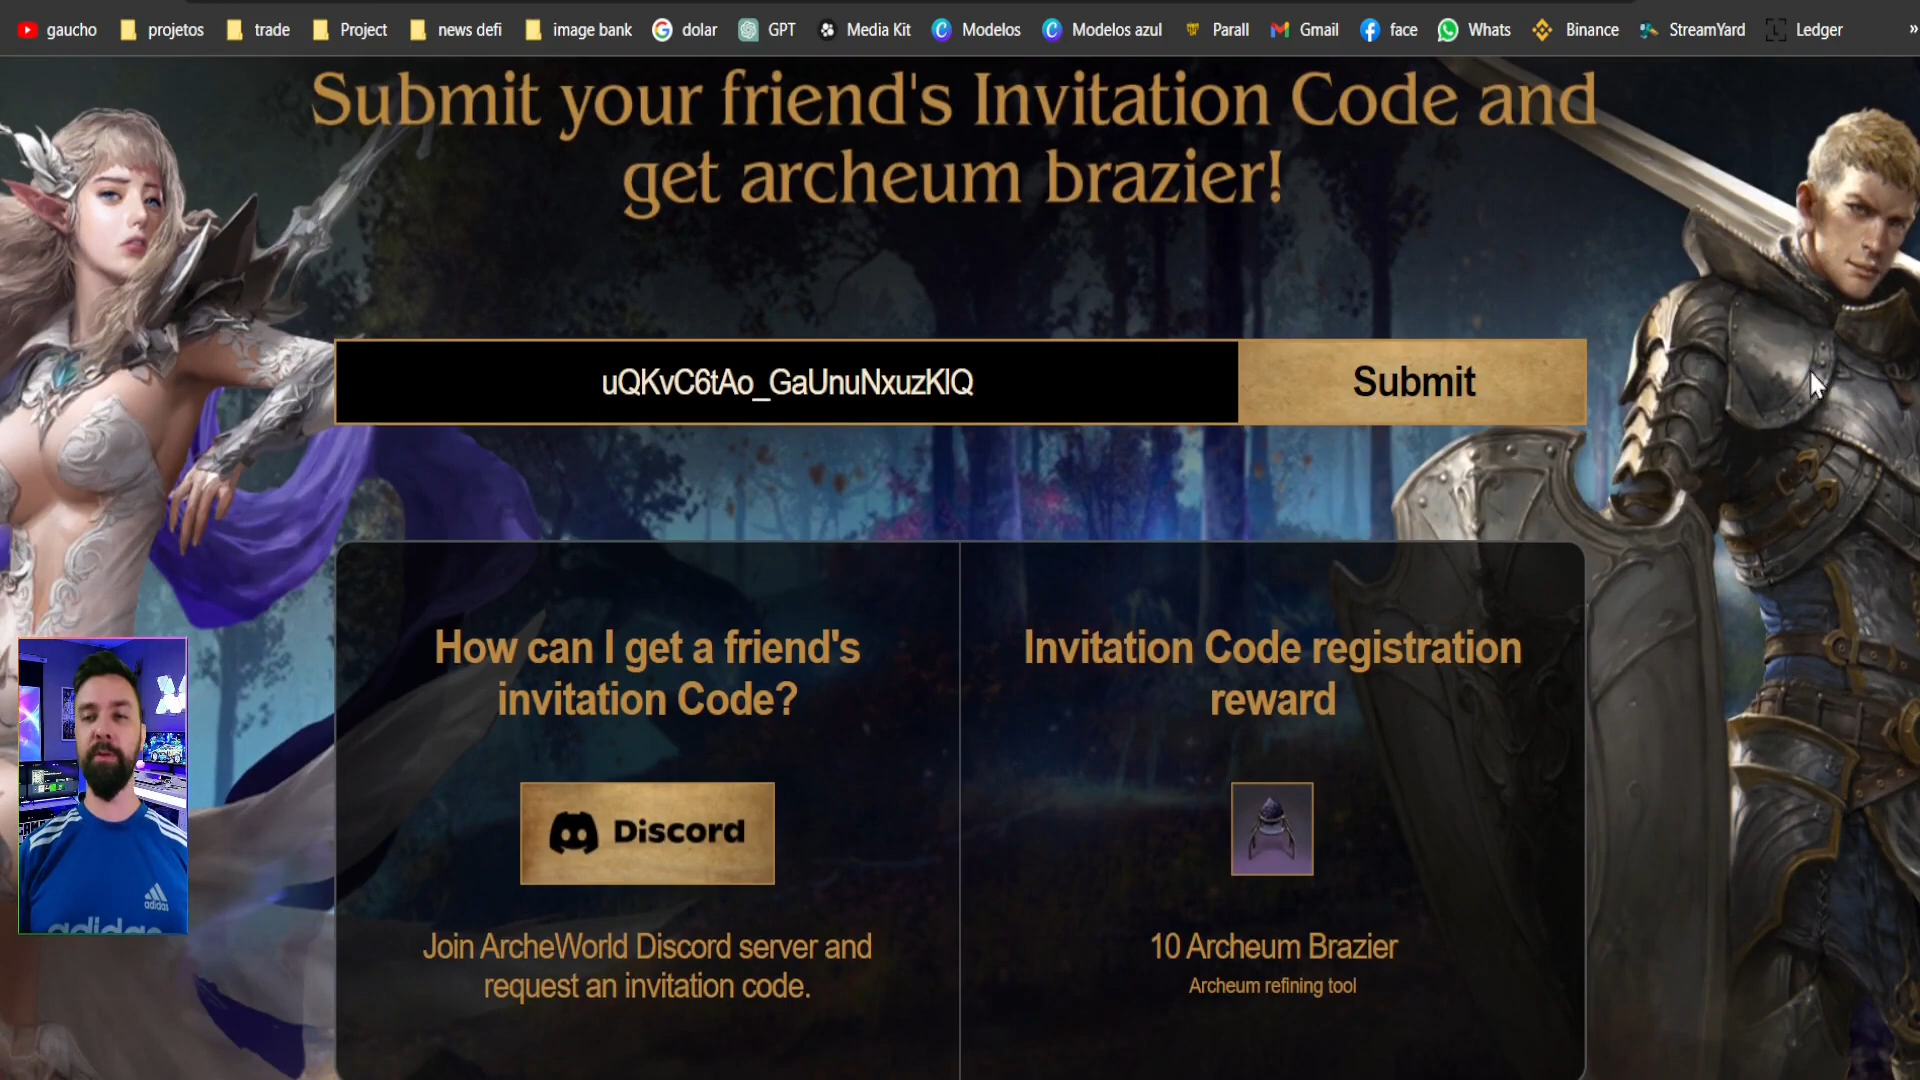 gaucho projetos trade Project news defi image bank dolar GPT Media Kit Modelos Modelos azul Parall Gmail face Whats Binance StreamYard Ledger »
Submit your friend's Invitation Code and
get archeum brazier!
uQKvC6tAo_GaUnuNxuzKIQ Submit
How can I get a friend's
invitation Code?
Discord
Join ArcheWorld Discord server and
request an invitation code.
Invitation Code registration
reward
10 Archeum Brazier
Archeum refining tool
adidas
adidas